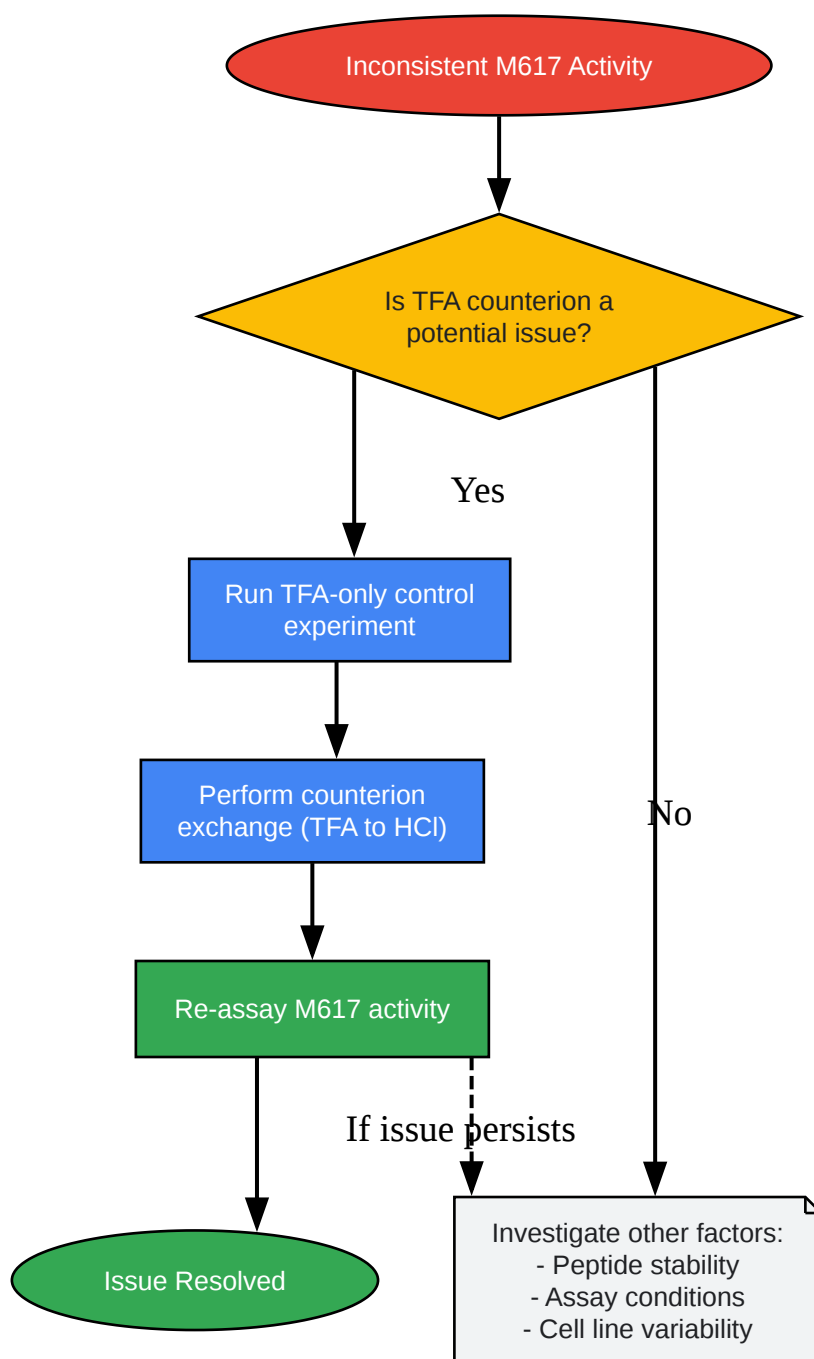 Inconsistent M617 Activity
Is TFA counterion a
potential issue?
Yes
Run TFA-only control
experiment
Perform counterion
exchange (TFA to HCl)
No
Re-assay M617 activity
If issue persists
Issue Resolved
Investigate other factors:
- Peptide stability
- Assay conditions
- Cell line variability